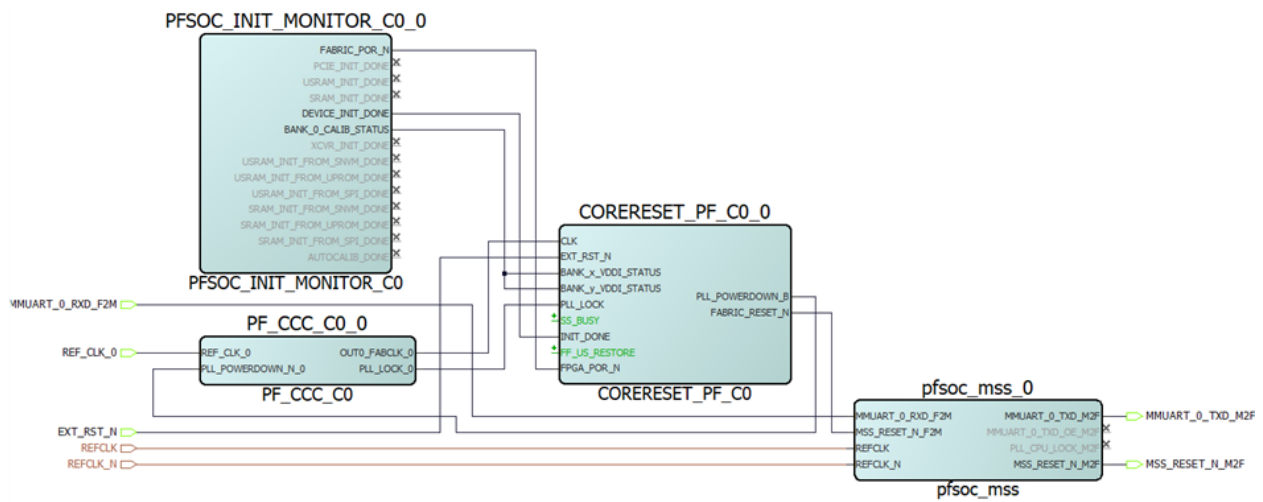 PFSOC_INIT_MONITOR_C0_0
FABRIC_POR_N
PCIE_INIT_DONE
USRAM_INIT_DONE
SRAM_INIT_DONE
DEVICE_INIT_DONE
BANK_0_CALIB_STATUS
XCVR_INIT_DONE
USRAM_INIT_FROM_SNVM_DONE
USRAM_INIT_FROM_UPROM_DONE
USRAM_INIT_FROM_SPI_DONE
SRAM_INIT_FROM_SNVM_DONE
SRAM_INIT_FROM_UPROM_DONE
SRAM_INIT_FROM_SPI_DONE
AUTOCALIB_DONE
PFSOC_INIT_MONITOR_C0
MMUART_0_RXD_F2M
PF_CCC_C0_0
REF_CLK_0
REF_CLK_0 OUT0_FABCLK_0
PLL_POWERDOWN_N_0 PLL_LOCK_0
PF_CCC_C0
EXT_RST_N
REFCLK
REFCLK_N
CORERESET_PF_C0_0
CLK
EXT_RST_N
BANK_x_VDDI_STATUS
BANK_y_VDDI_STATUS
PLL_LOCK
SS_BUSY
INIT_DONE
FF_US_RESTORE
FPGA_POR_N
PLL_POWERDOWN_B
FABRIC_RESET_N
CORERESET_PF_C0
pfsoc_mss_0
MMUART_0_RXD_F2M MMUART_0_TXD_M2F
MSS_RESET_N_F2M MMUART_0_TXD_OE_M2F
REFCLK PLL_CPU_LOCK_M2F
REFCLK_N MSS_RESET_N_M2F
pfsoc_mss
MMUART_0_TXD_M2F
MSS_RESET_N_M2F